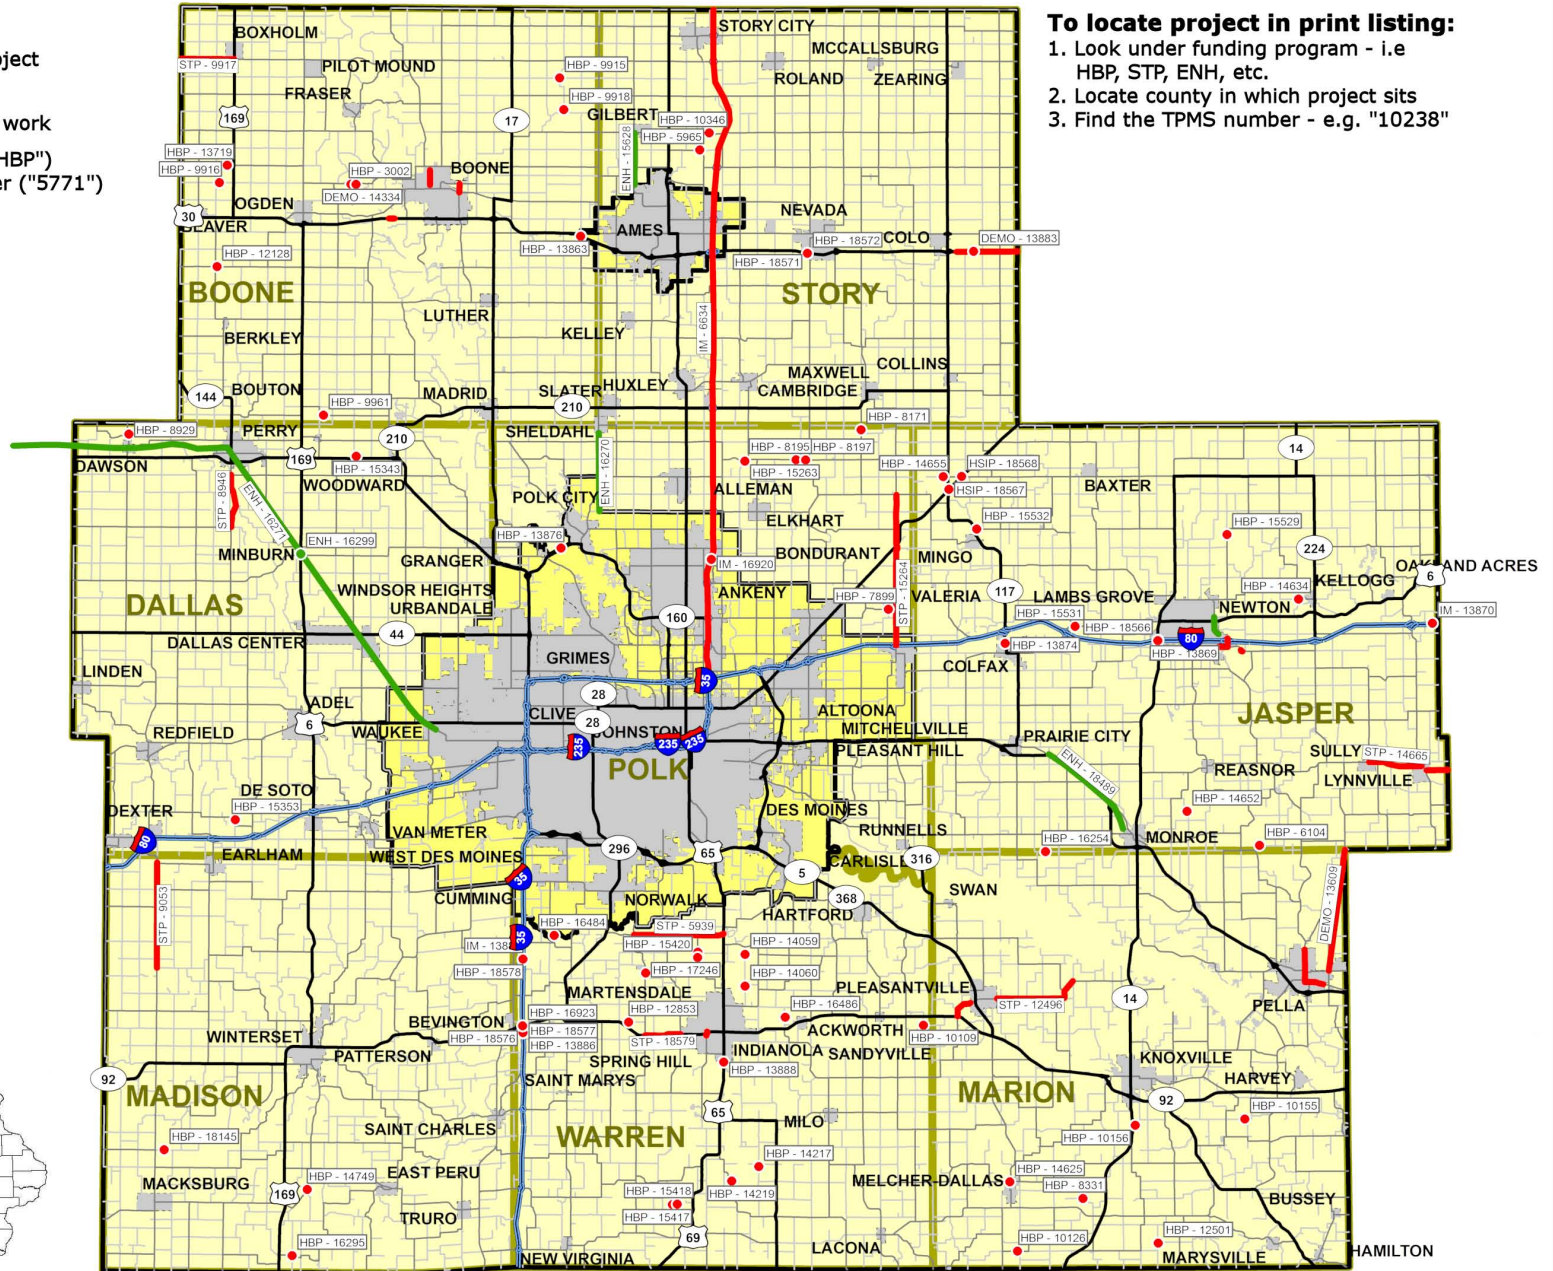 To locate project in print listing:
1. Look under funding program - i.e
HBP, STP, ENH, etc.
2. Locate county in which project sits
3. Find the TPMS number - e.g. "10238"
ject
work
HBP")
er ("5771")
BOXHOLM
STORY CITY
STP - 9917
PILOT MOUND
HBP - 9915
MCCALLSBURG
ROLAND
ZEARING
FRASER
HBP - 9918
169
17
GILBERT
HBP - 10346
HBP - 5965
ENH - 15628
HBP - 13719
HBP - 9916
HBP - 3002
BOONE
DEMO - 14334
OGDEN
30
BEAVER
NEVADA
AMES
HBP - 13863
HBP - 18572
COLO
DEMO - 13883
HBP - 18571
HBP - 12128
BOONE
STORY
LUTHER
IM - 6634
BERKLEY
KELLEY
COLLINS
MAXWELL
BOUTON
144
MADRID
SLATER
HUXLEY
CAMBRIDGE
HBP - 9961
210
HBP - 8171
HBP - 8929
PERRY
210
SHELDAHL
14
DAWSON
169
HBP - 15343
WOODWARD
HBP - 8195
HBP - 8197
HBP - 15263
HBP - 14655
HSIP - 18568
HSIP - 18567
BAXTER
STP - 8946
ENH - 16271
ENH - 16270
ALLEMAN
POLK CITY
ELKHART
HBP - 15532
HBP - 15529
MINBURN
ENH - 16299
HBP - 13876
GRANGER
IM - 16920
BONDURANT
MINGO
224
STP - 15264
OAKLAND ACRES
6
KELLOGG
WINDSOR HEIGHTS
URBANDALE
ANKENY
HBP - 7899
VALERIA
117
LAMBS GROVE
HBP - 14634
NEWTON
DALLAS
160
HBP - 15531
HBP - 18566
IM - 13870
44
DALLAS CENTER
80
HBP - 13874
HBP - 13869
GRIMES
COLFAX
LINDEN
35
28
ADEL
6
CLIVE
28
JOHNSTON
ALTOONA
MITCHELLVILLE
JASPER
REDFIELD
WAUKEE
235
235
235
PLEASANT HILL
PRAIRIE CITY
SULLY
STP - 14665
POLK
ENH - 18489
REASNOR
LYNNVILLE
DE SOTO
HBP - 15353
DEXTER
DES MOINES
HBP - 14652
80
VAN METER
RUNNELLS
HBP - 16254
MONROE
HBP - 6104
EARLHAM
WEST DES MOINES
296
65
CARLISLE
316
5
35
SWAN
STP - 9053
CUMMING
NORWALK
368
HARTFORD
DEMO - 13609
HBP - 16484
STP - 5939
35
IM - 138
HBP - 15420
HBP - 14059
HBP - 18578
HBP - 17246
HBP - 14060
MARTENSDALE
PLEASANTVILLE
14
STP - 12496
PELLA
HBP - 16923
HBP - 12853
HBP - 16486
BEVINGTON
HBP - 18577
HBP - 18576
HBP - 13886
STP - 18579
ACKWORTH
HBP - 10109
WINTERSET
PATTERSON
SPRING HILL
INDIANOLA
SANDYVILLE
KNOXVILLE
HBP - 13888
92
SAINT MARYS
HARVEY
MADISON
MARION
92
HBP - 10155
65
MILO
SAINT CHARLES
WARREN
HBP - 10156
HBP - 18145
HBP - 14217
MACKSBURG
HBP - 14749
EAST PERU
MELCHER-DALLAS
HBP - 14625
HBP - 8331
169
HBP - 15418
HBP - 14219
HBP - 15417
BUSSEY
TRURO
69
HBP - 16295
HBP - 10126
HBP - 12501
NEW VIRGINIA
LACONA
MARYSVILLE
HAMILTON